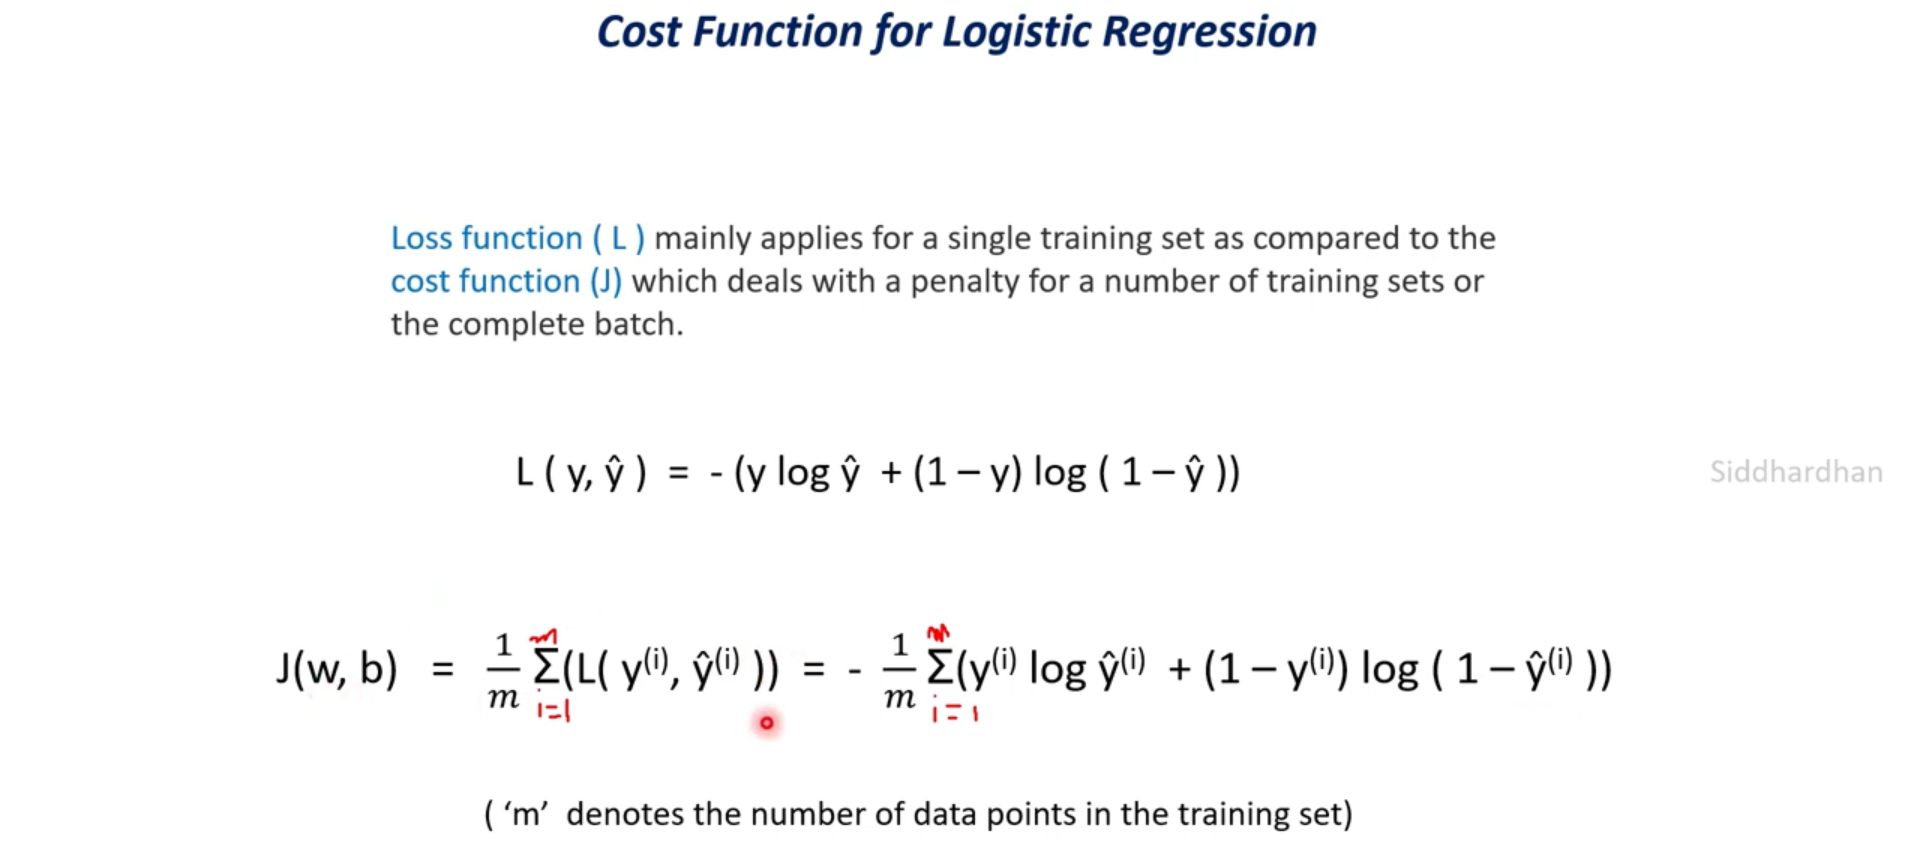 Cost Function for Logistic Regression
Loss function ( L ) mainly applies for a single training set as compared to the
cost function (J) which deals with a penalty for a number of training sets or
the complete batch.
L ( y, ŷ ) = - (y log ŷ + (1 – y) log ( 1 – ŷ ))
Siddhardhan
J(w, b) = 1/m Σ(L( y⁽ⁱ⁾, ŷ⁽ⁱ⁾ )) = - 1/m Σ(y⁽ⁱ⁾ log ŷ⁽ⁱ⁾ + (1 – y⁽ⁱ⁾) log ( 1 – ŷ⁽ⁱ⁾ ))
m m
i=1 i=1
( ‘m’ denotes the number of data points in the training set)